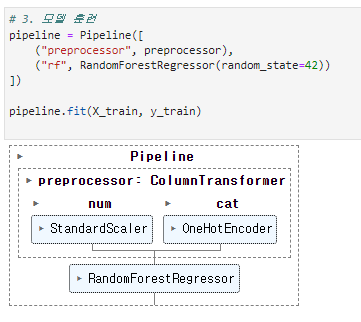 # 3. 모델 훈련
pipeline = Pipeline([
    ("preprocessor", preprocessor),
    ("rf", RandomForestRegressor(random_state=42))
])
pipeline.fit(X_train, y_train)
Pipeline
preprocessor: ColumnTransformer
num cat
StandardScaler OneHotEncoder
RandomForestRegressor